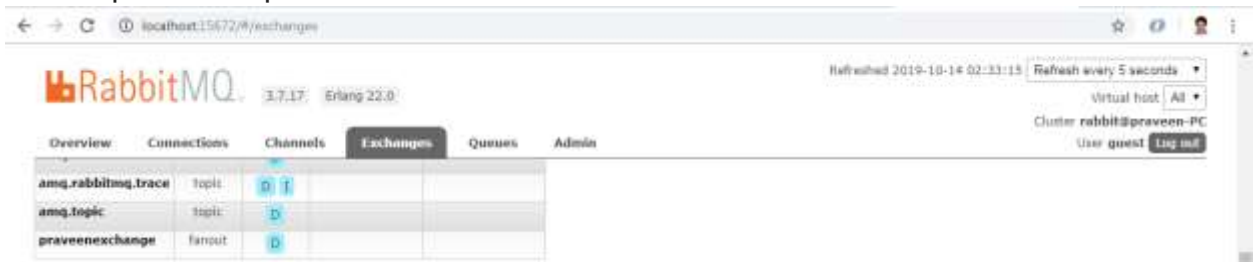 localhost:15672/#/exchanges
RabbitMQ. 3.7.17 Erlang 22.0
Refreshed 2019-10-14 02:33:15 Refresh every 5 seconds
Virtual host All
Cluster rabbit@praveen-PC
User guest Log out
Overview Connections Channels Exchanges Queues Admin
amq.rabbitmq.trace topic D I
amq.topic topic D
praveenexchange fanout D